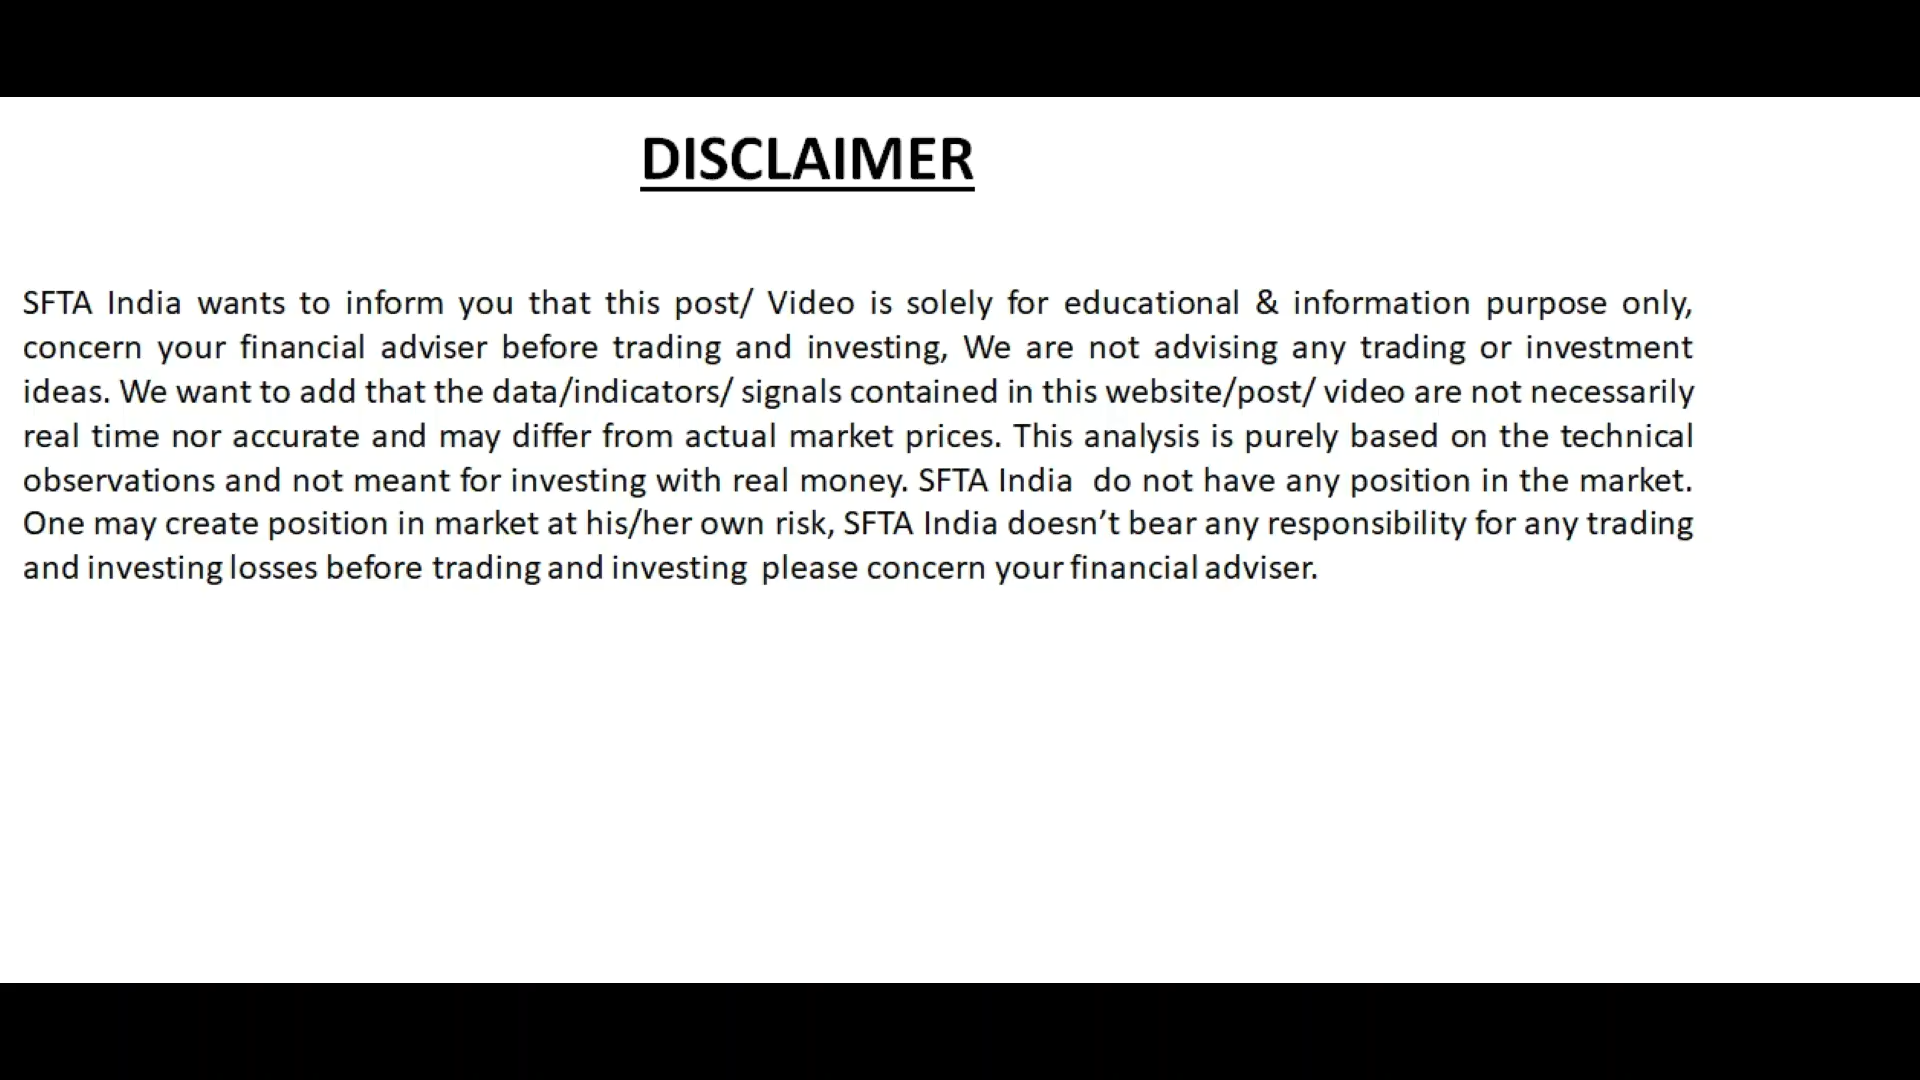 DISCLAIMER
SFTA India wants to inform you that this post/ Video is solely for educational & information purpose only,
concern your financial adviser before trading and investing, We are not advising any trading or investment
ideas. We want to add that the data/indicators/ signals contained in this website/post/ video are not necessarily
real time nor accurate and may differ from actual market prices. This analysis is purely based on the technical
observations and not meant for investing with real money. SFTA India  do not have any position in the market.
One may create position in market at his/her own risk, SFTA India doesn’t bear any responsibility for any trading
and investing losses before trading and investing  please concern your financial adviser.